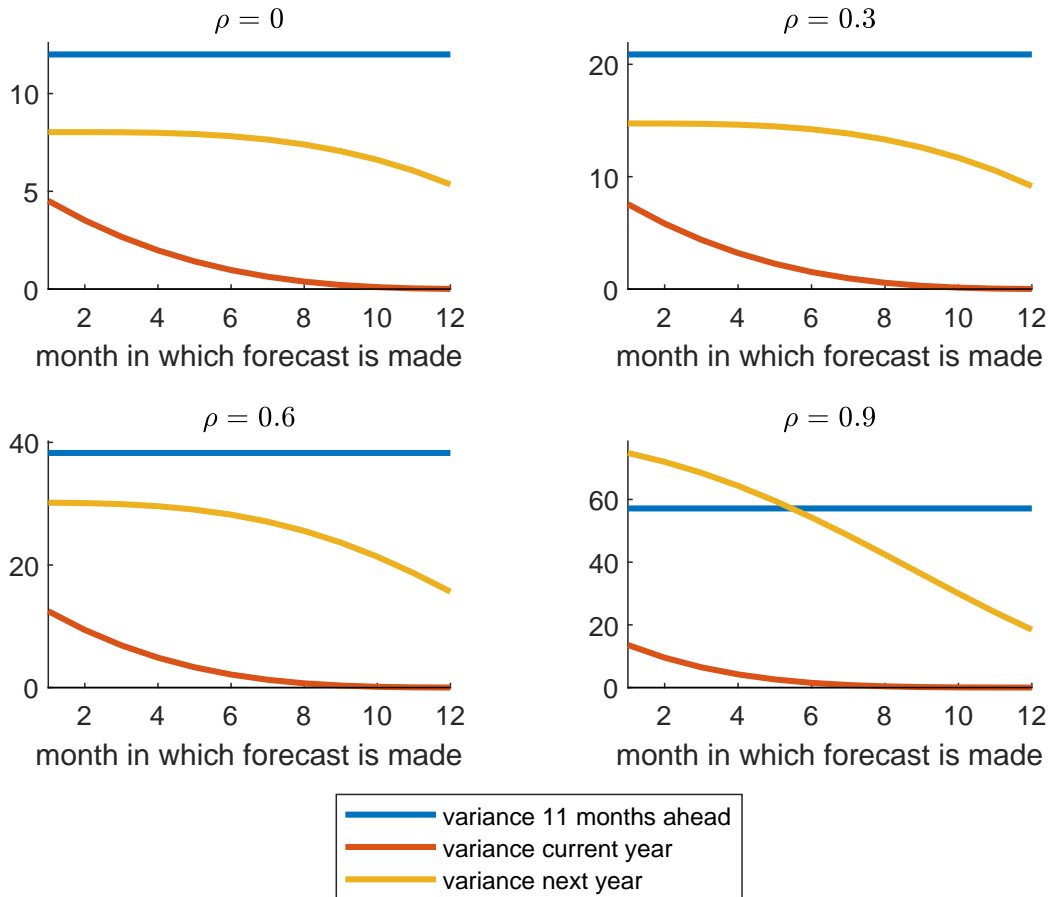 ρ = 0
10
5
0
2 4 6 8 10 12
month in which forecast is made
ρ = 0.3
20
10
0
2 4 6 8 10 12
month in which forecast is made
ρ = 0.6
40
20
0
2 4 6 8 10 12
month in which forecast is made
ρ = 0.9
60
40
20
0
2 4 6 8 10 12
month in which forecast is made
variance 11 months ahead
variance current year
variance next year